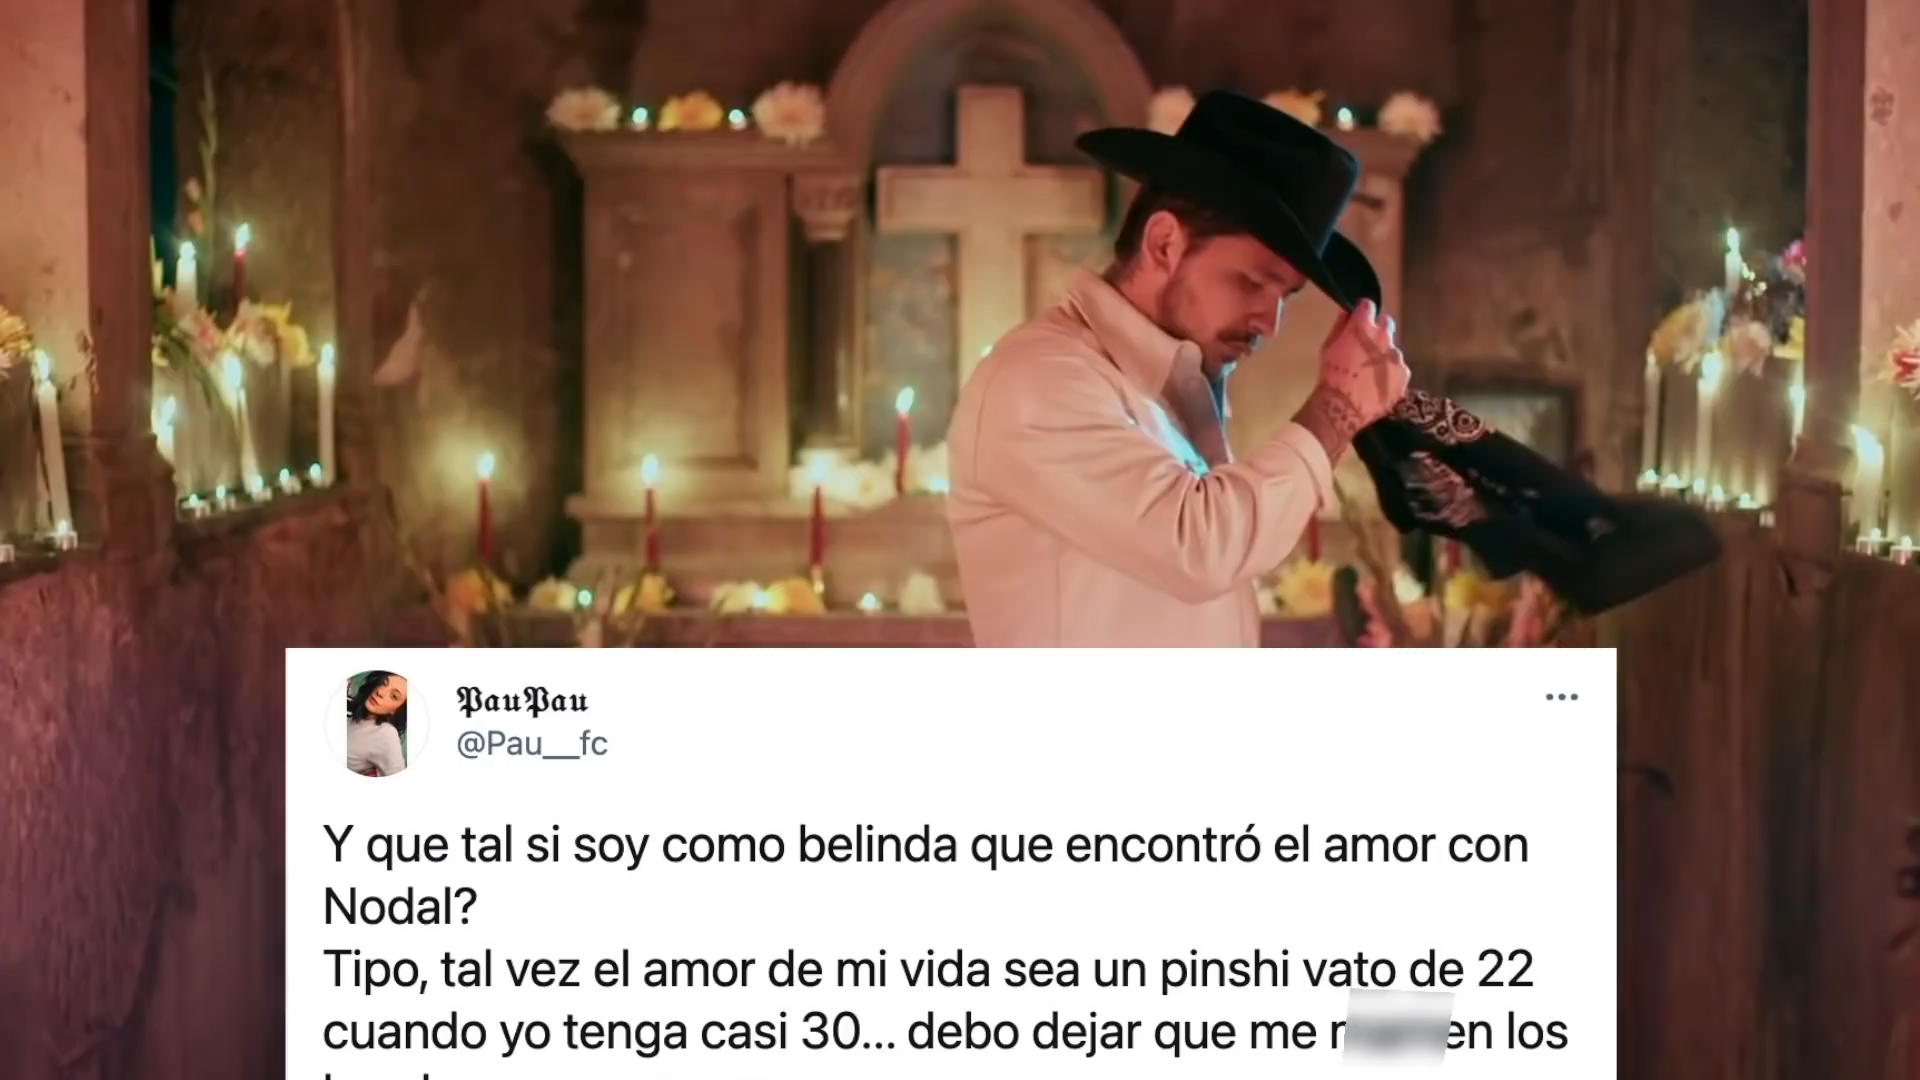 PauPau
@Pau__fc
Y que tal si soy como belinda que encontró el amor con
Nodal?
Tipo, tal vez el amor de mi vida sea un pinshi vato de 22
cuando yo tenga casi 30... debo dejar que me los